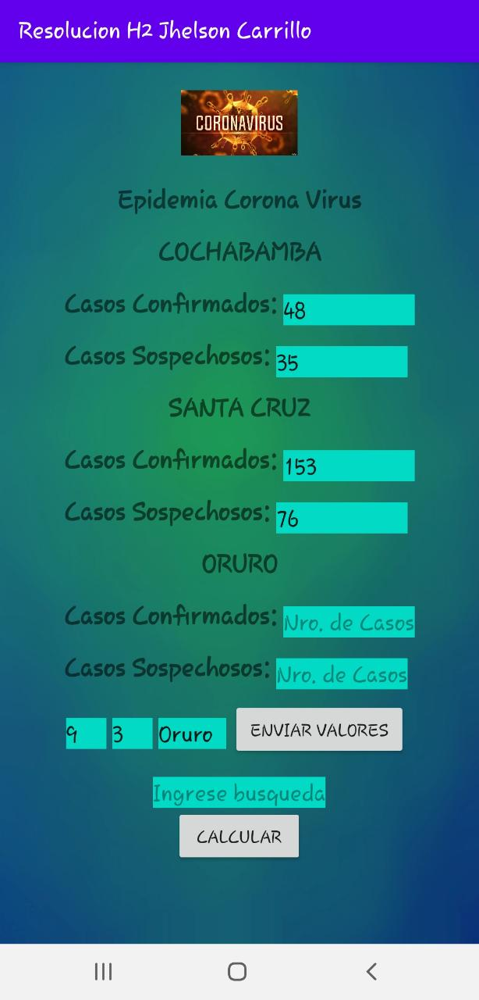 Resolucion H2 Jhelson Carrillo
CORONAVIRUS
Epidemia Corona Virus
COCHABAMBA
Casos Confirmados: 48
Casos Sospechosos: 35
SANTA CRUZ
Casos Confirmados: 153
Casos Sospechosos: 76
ORURO
Casos Confirmados: Nro. de Casos
Casos Sospechosos: Nro. de Casos
9 3 Oruro ENVIAR VALORES
Ingrese busqueda
CALCULAR